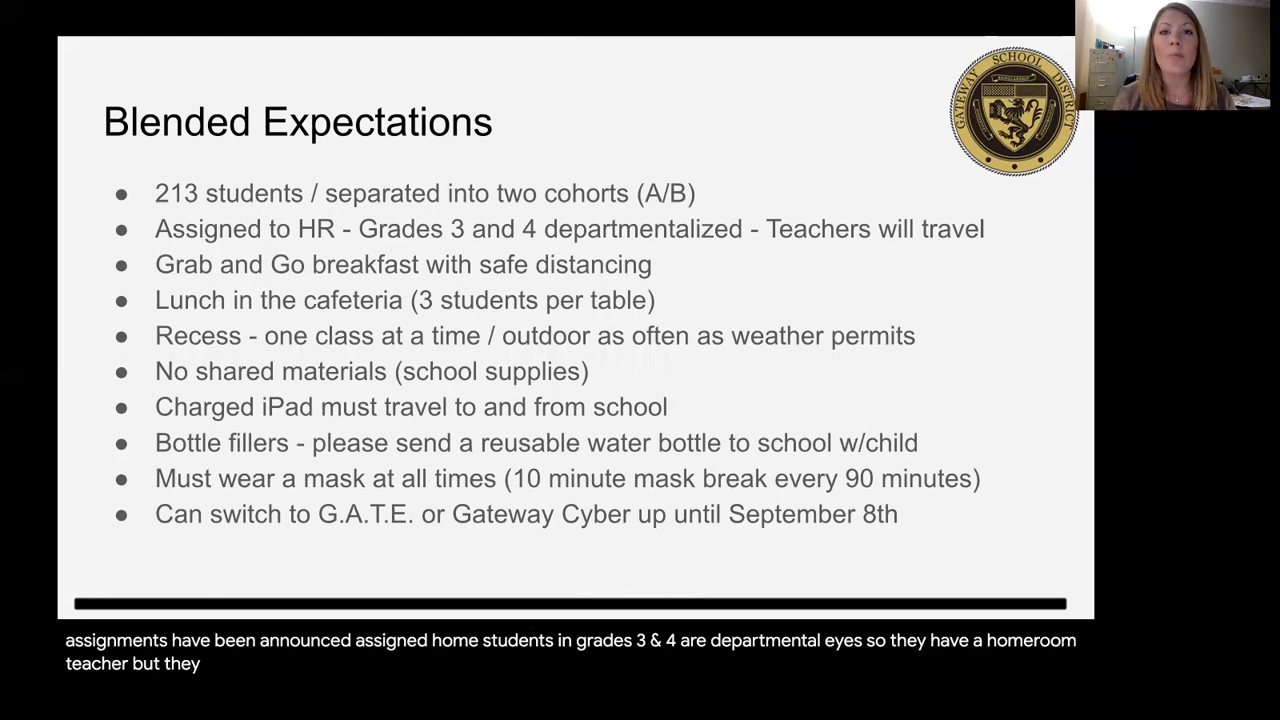 Blended Expectations
GATEWAY SCHOOL DISTRICT
● 213 students / separated into two cohorts (A/B)
● Assigned to HR - Grades 3 and 4 departmentalized - Teachers will travel
● Grab and Go breakfast with safe distancing
● Lunch in the cafeteria (3 students per table)
● Recess - one class at a time / outdoor as often as weather permits
● No shared materials (school supplies)
● Charged iPad must travel to and from school
● Bottle fillers - please send a reusable water bottle to school w/child
● Must wear a mask at all times (10 minute mask break every 90 minutes)
● Can switch to G.A.T.E. or Gateway Cyber up until September 8th
assignments have been announced assigned home students in grades 3 & 4 are departmental eyes so they have a homeroom
teacher but they